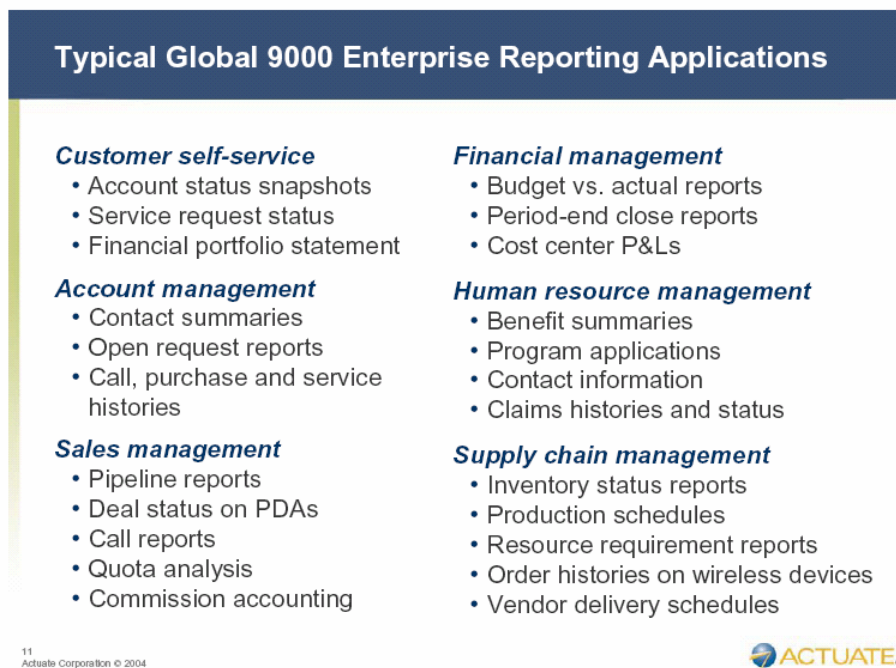 Typical Global 9000 Enterprise Reporting Applications
Customer self-service
• Account status snapshots
• Service request status
• Financial portfolio statement
Account management
• Contact summaries
• Open request reports
• Call, purchase and service
histories
Sales management
• Pipeline reports
• Deal status on PDAs
• Call reports
• Quota analysis
• Commission accounting
Financial management
• Budget vs. actual reports
• Period-end close reports
• Cost center P&Ls
Human resource management
• Benefit summaries
• Program applications
• Contact information
• Claims histories and status
Supply chain management
• Inventory status reports
• Production schedules
• Resource requirement reports
• Order histories on wireless devices
• Vendor delivery schedules
11
Actuate Corporation © 2004
ACTUATE